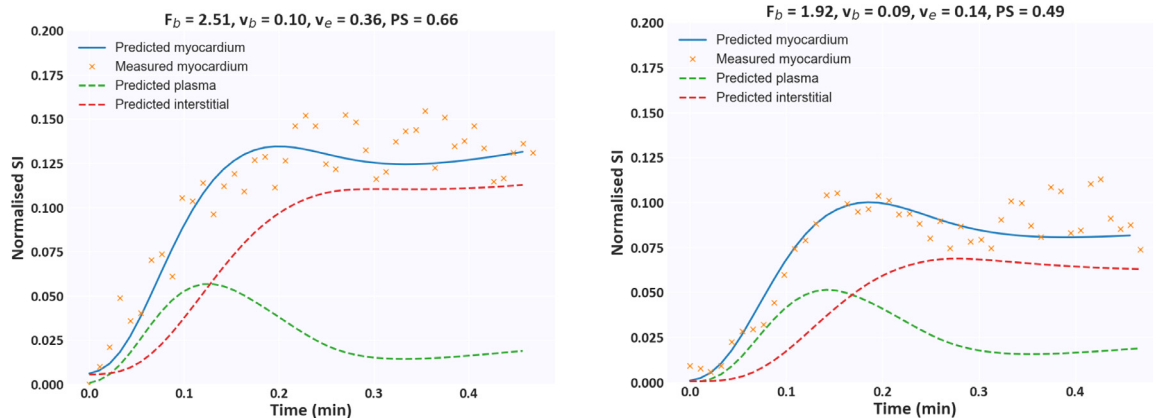 F_b = 2.51, v_b = 0.10, v_e = 0.36, PS = 0.66
0.200
0.175
0.150
0.125
0.100
0.075
0.050
0.025
0.000
Normalised SI
Predicted myocardium
Measured myocardium
Predicted plasma
Predicted interstitial
0.0 0.1 0.2 0.3 0.4
Time (min)
F_b = 1.92, v_b = 0.09, v_e = 0.14, PS = 0.49
0.200
0.175
0.150
0.125
0.100
0.075
0.050
0.025
0.000
Normalised SI
Predicted myocardium
Measured myocardium
Predicted plasma
Predicted interstitial
0.0 0.1 0.2 0.3 0.4
Time (min)